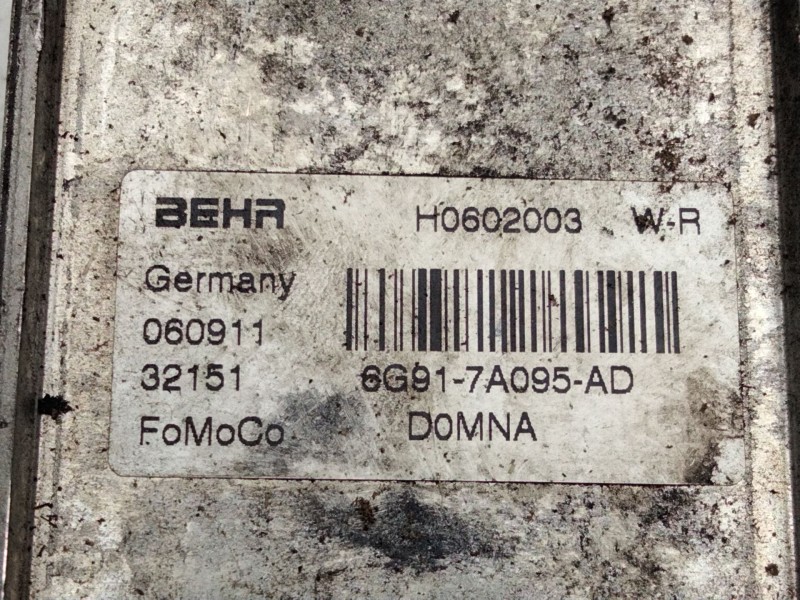 BEHR H0602003 W-R
Germany
060911
32151 6G91-7A095-AD
FoMoCo D0MNA